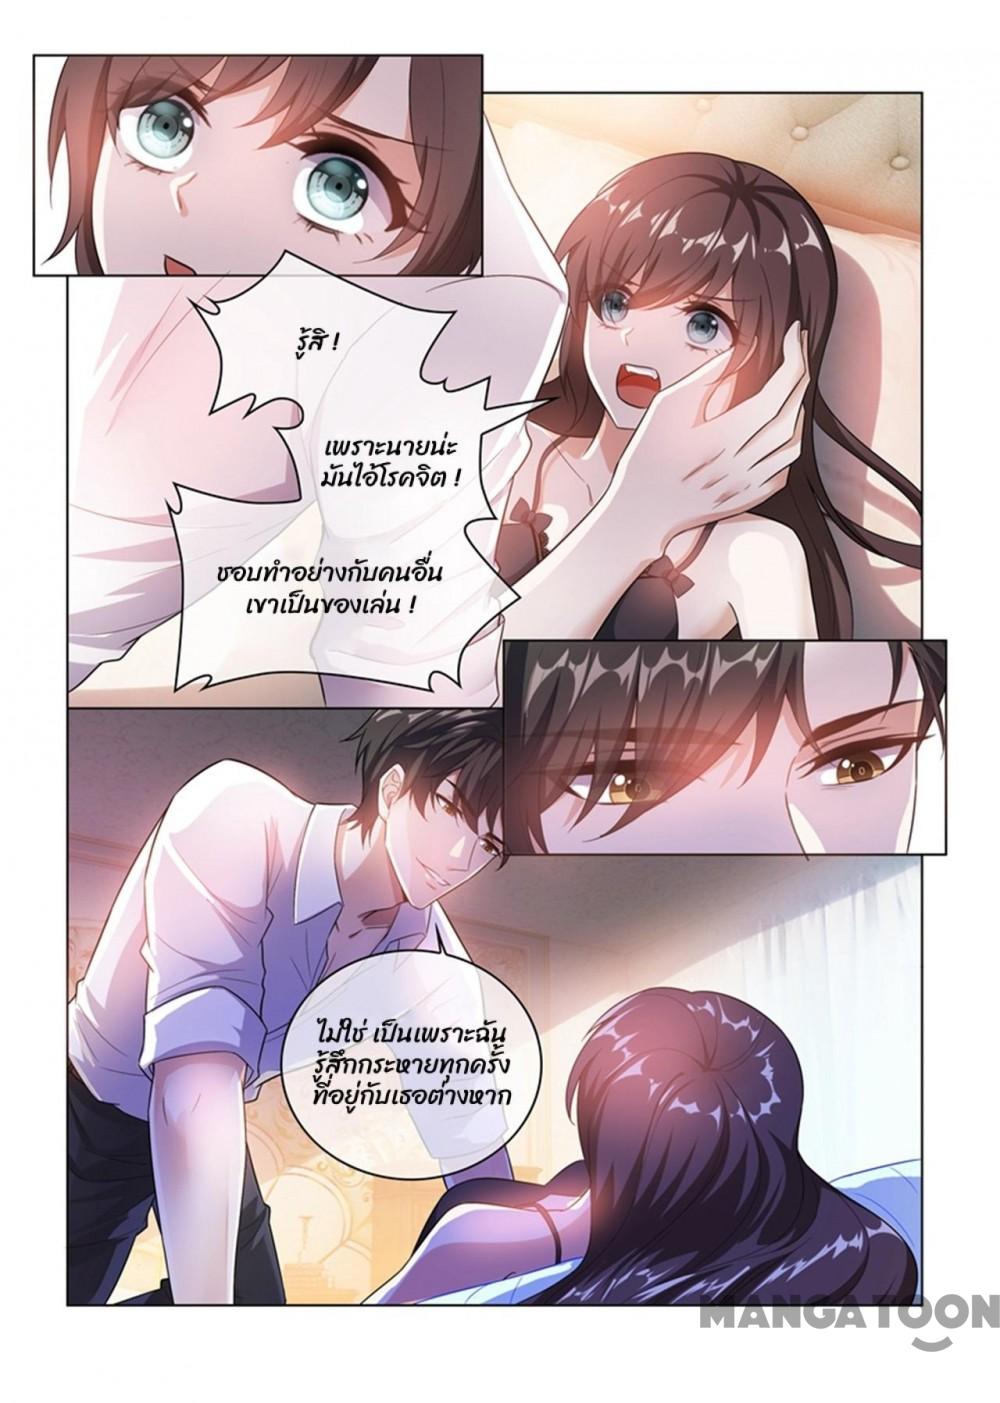 รู้สิ !
เพราะนายน่ะ
มันไอ้โรคจิต !
ชอบทำอย่างกับคนอื่น
เขาเป็นของเล่น !
ไม่ใช่ เป็นเพราะฉัน
รู้สึกกระหายทุกครั้ง
ที่อยู่กับเธอต่างหาก
MANGATOON